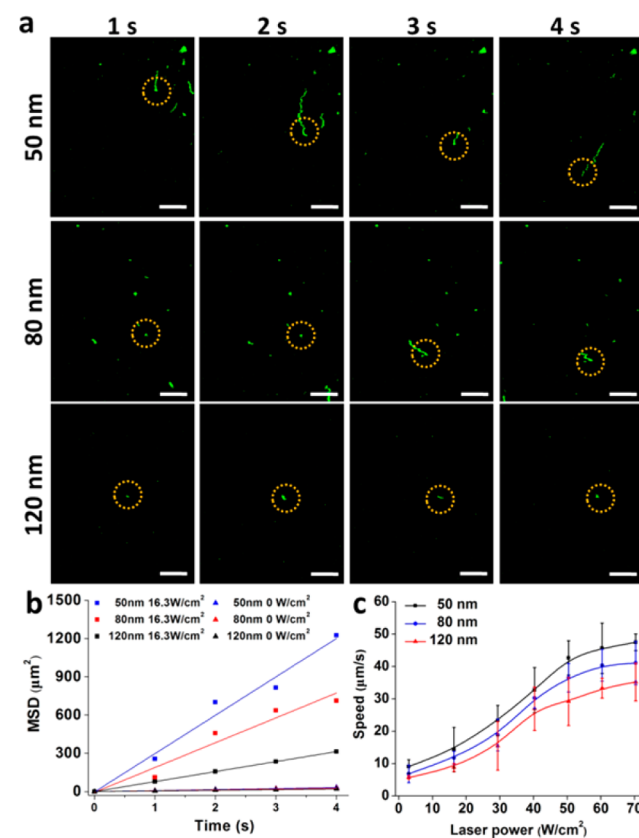 a
1 s 2 s 3 s 4 s
50 nm
80 nm
120 nm
b
50nm 16.3W/cm² 50nm 0 W/cm²
80nm 16.3W/cm² 80nm 0 W/cm²
120nm 16.3W/cm² 120nm 0 W/cm²
1500
1200
900
600
300
0
MSD (μm²)
0 1 2 3 4
Time (s)
c
50 nm
80 nm
120 nm
60
50
40
30
20
10
0
Speed (μm/s)
0 10 20 30 40 50 60 70
Laser power (W/cm²)